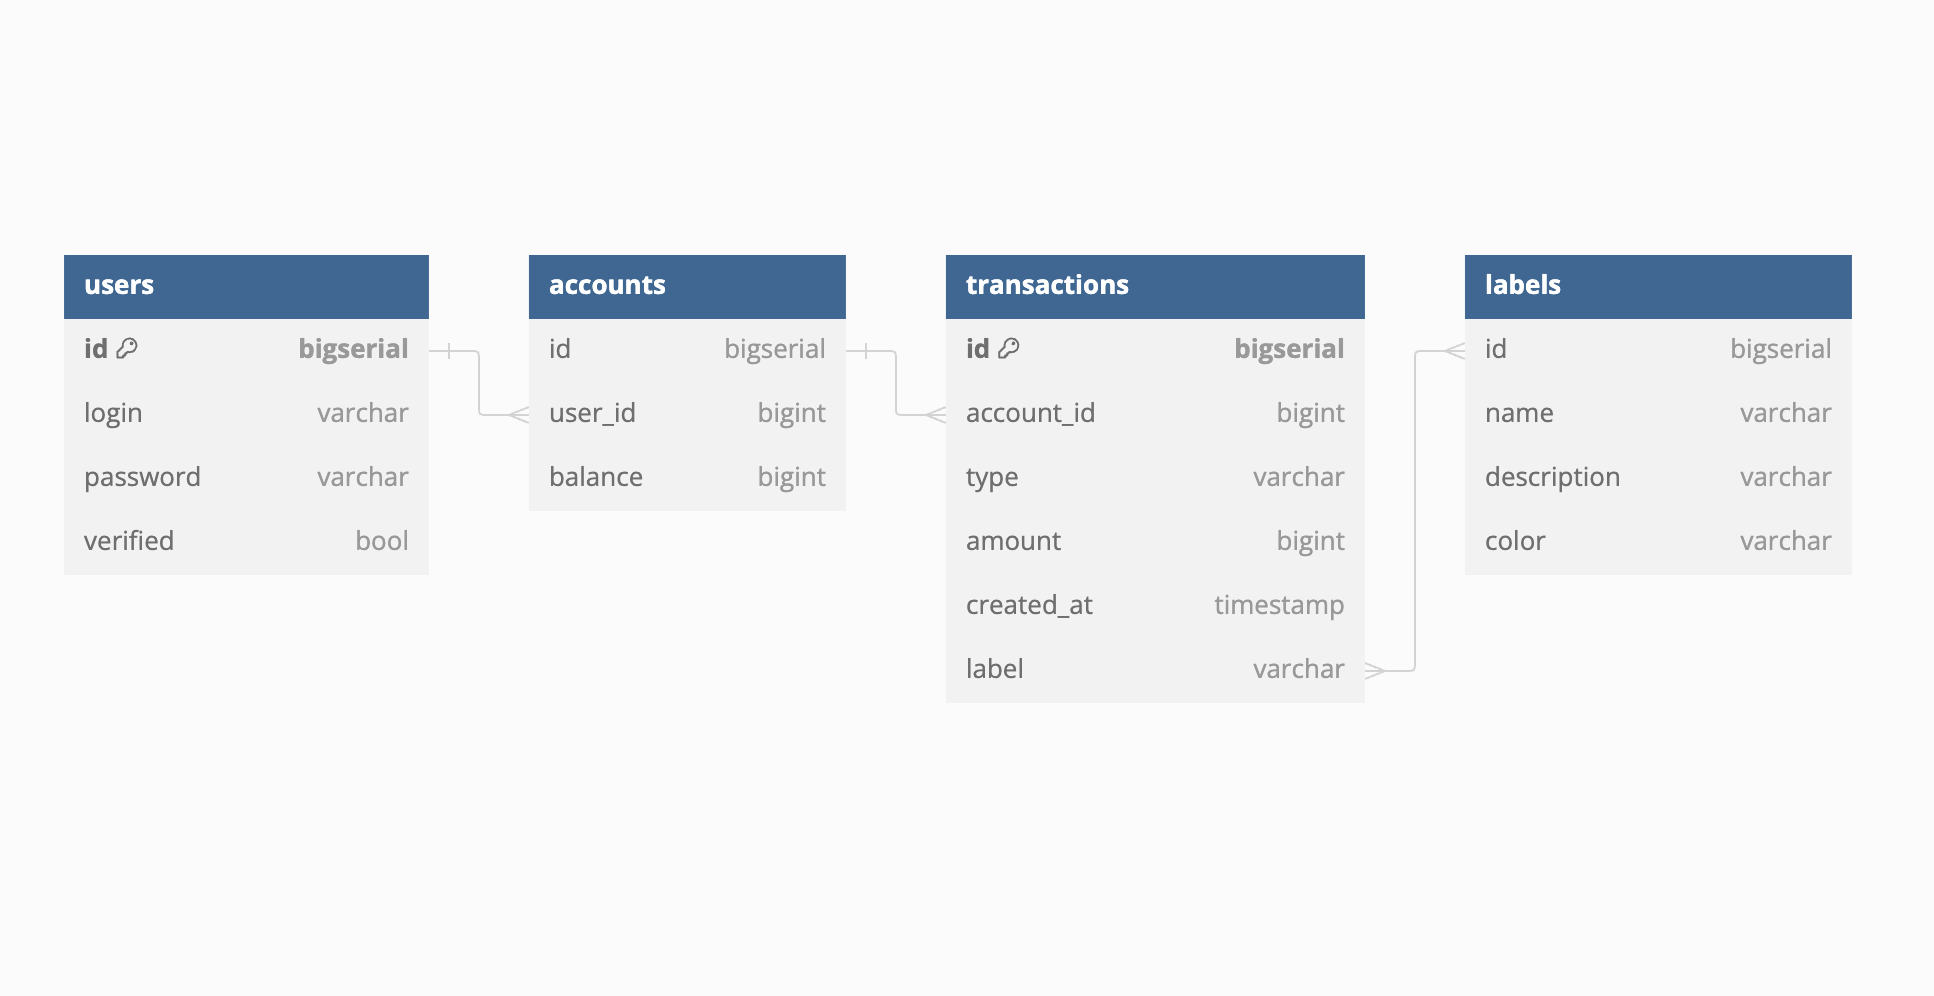 users
id bigserial
login varchar
password varchar
verified bool
accounts
id bigserial
user_id bigint
balance bigint
transactions
id bigserial
account_id bigint
type varchar
amount bigint
created_at timestamp
label varchar
labels
id bigserial
name varchar
description varchar
color varchar